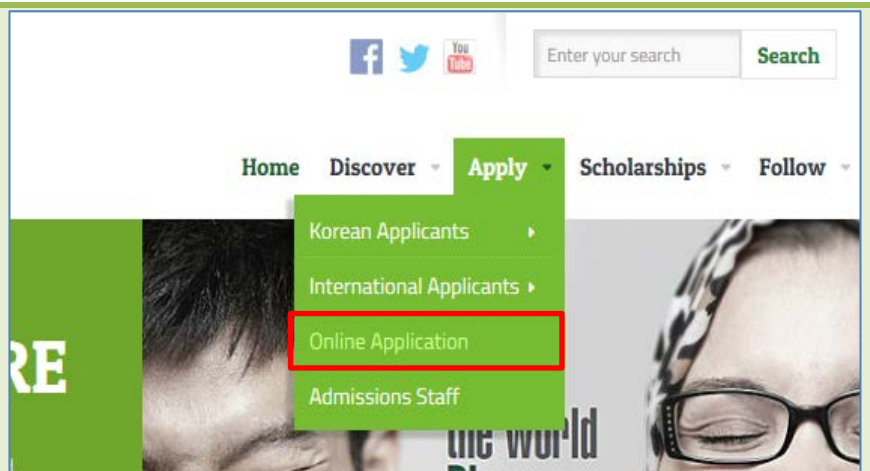 You
Tube
Enter your search Search
Home Discover Apply Scholarships Follow
Korean Applicants
International Applicants
Online Application
RE
Admissions Staff
the world